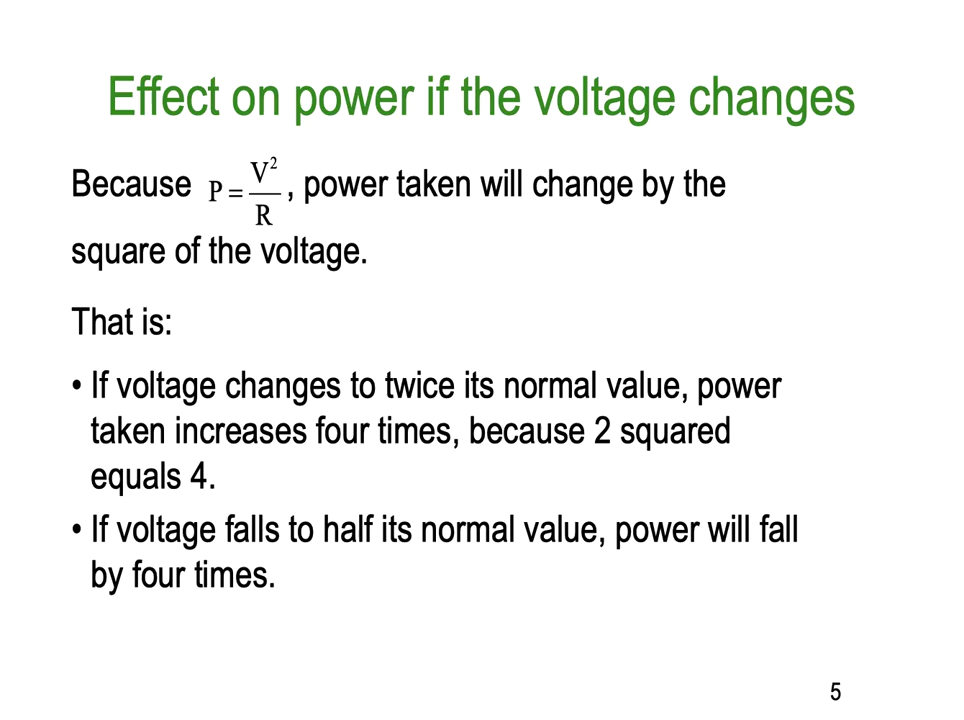 Effect on power if the voltage changes
Because P = V²/R , power taken will change by the
square of the voltage.
That is:
• If voltage changes to twice its normal value, power
taken increases four times, because 2 squared
equals 4.
• If voltage falls to half its normal value, power will fall
by four times.
5